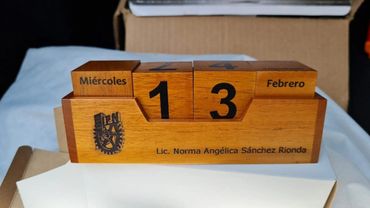 Miércoles
1
3
Febrero
IPN
Lic. Norma Angélica Sánchez Rionda